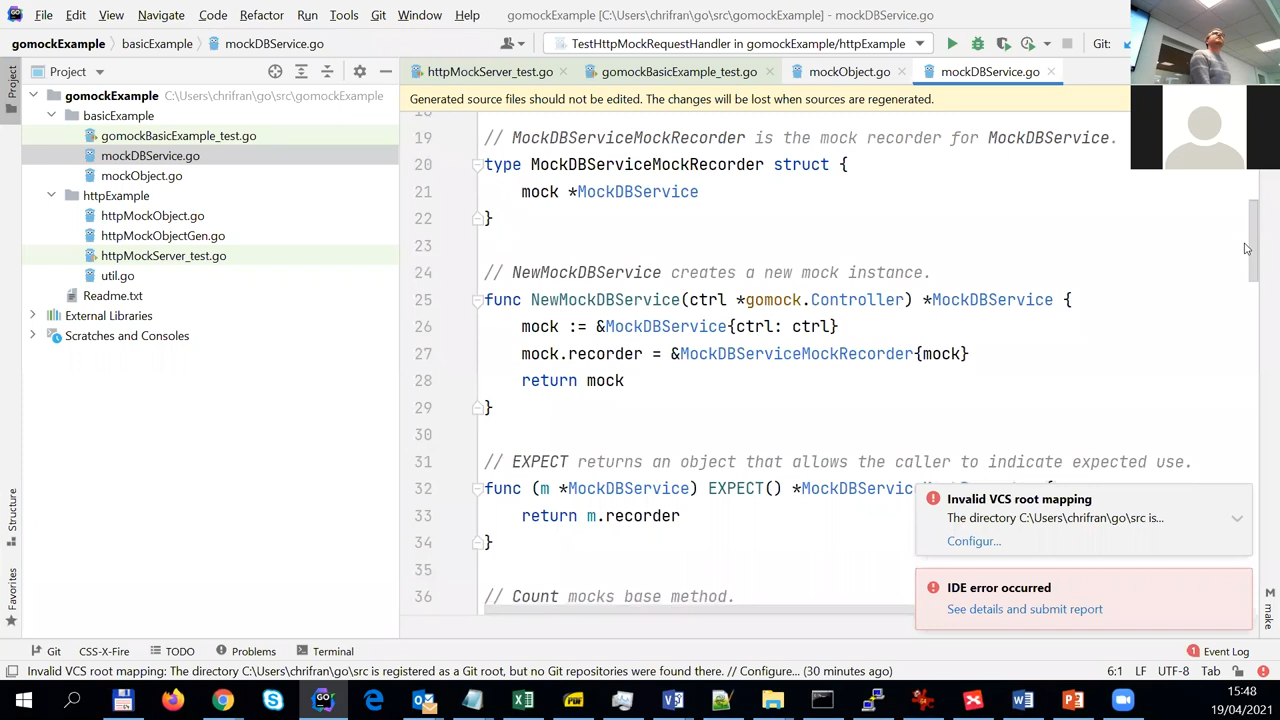 File Edit View Navigate Code Refactor Run Tools Git Window Help gomockExample [C:\Users\chrifran\go\src\gomockExample] - mockDBService.go
gomockExample basicExample mockDBService.go TestHttpMockRequestHandler in gomockExample/httpExample Git:
Project httpMockServer_test.go gomockBasicExample_test.go mockObject.go mockDBService.go
Project
gomockExample C:\Users\chrifran\go\src\gomockExample
basicExample
gomockBasicExample_test.go
mockDBService.go
mockObject.go
httpExample
httpMockObject.go
httpMockObjectGen.go
httpMockServer_test.go
util.go
Readme.txt
External Libraries
Scratches and Consoles
Structure
Favorites
Generated source files should not be edited. The changes will be lost when sources are regenerated.
18
19 // MockDBServiceMockRecorder is the mock recorder for MockDBService.
20 type MockDBServiceMockRecorder struct {
21 mock *MockDBService
22 }
23
24 // NewMockDBService creates a new mock instance.
25 func NewMockDBService(ctrl *gomock.Controller) *MockDBService {
26 mock := &MockDBService{ctrl: ctrl}
27 mock.recorder = &MockDBServiceMockRecorder{mock}
28 return mock
29 }
30
31 // EXPECT returns an object that allows the caller to indicate expected use.
32 func (m *MockDBService) EXPECT() *MockDBServic
33 return m.recorder
34 }
35
36 // Count mocks base method.
Invalid VCS root mapping
The directory C:\Users\chrifran\go\src is...
Configur...
IDE error occurred
See details and submit report
make
Git CSS-X-Fire TODO Problems Terminal 1 Event Log
Invalid VCS root mapping: The directory C:\Users\chrifran\go\src is registered as a Git root, but no Git repositories were found there. // Configure... (30 minutes ago) 6:1 LF UTF-8 Tab
15:48
19/04/2021